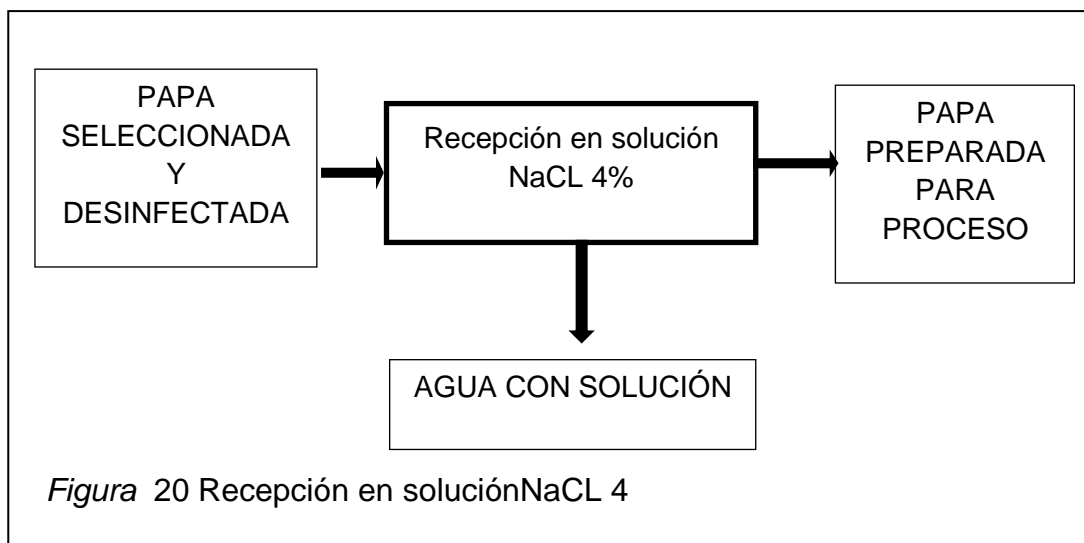 PAPA
SELECCIONADA
Y
DESINFECTADA
Recepción en solución
NaCL 4%
PAPA
PREPARADA
PARA
PROCESO
AGUA CON SOLUCIÓN
Figura 20 Recepción en soluciónNaCL 4